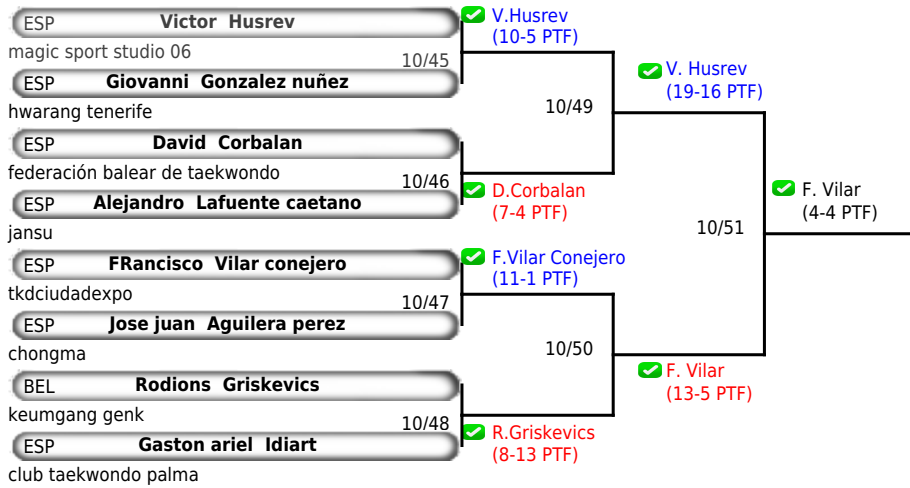 ESP Victor Husrev
magic sport studio 06
10/45
ESP Giovanni Gonzalez nuñez
hwarang tenerife
ESP David Corbalan
federación balear de taekwondo
10/46
ESP Alejandro Lafuente caetano
jansu
ESP FRancisco Vilar conejero
tkdciudadexpo
10/47
ESP Jose juan Aguilera perez
chongma
BEL Rodions Griskevics
keumgang genk
10/48
ESP Gaston ariel Idiart
club taekwondo palma
V.Husrev
(10-5 PTF)
10/49
D.Corbalan
(7-4 PTF)
F.Vilar Conejero
(11-1 PTF)
10/50
R.Griskevics
(8-13 PTF)
V. Husrev
(19-16 PTF)
10/51
F. Vilar
(13-5 PTF)
F. Vilar
(4-4 PTF)